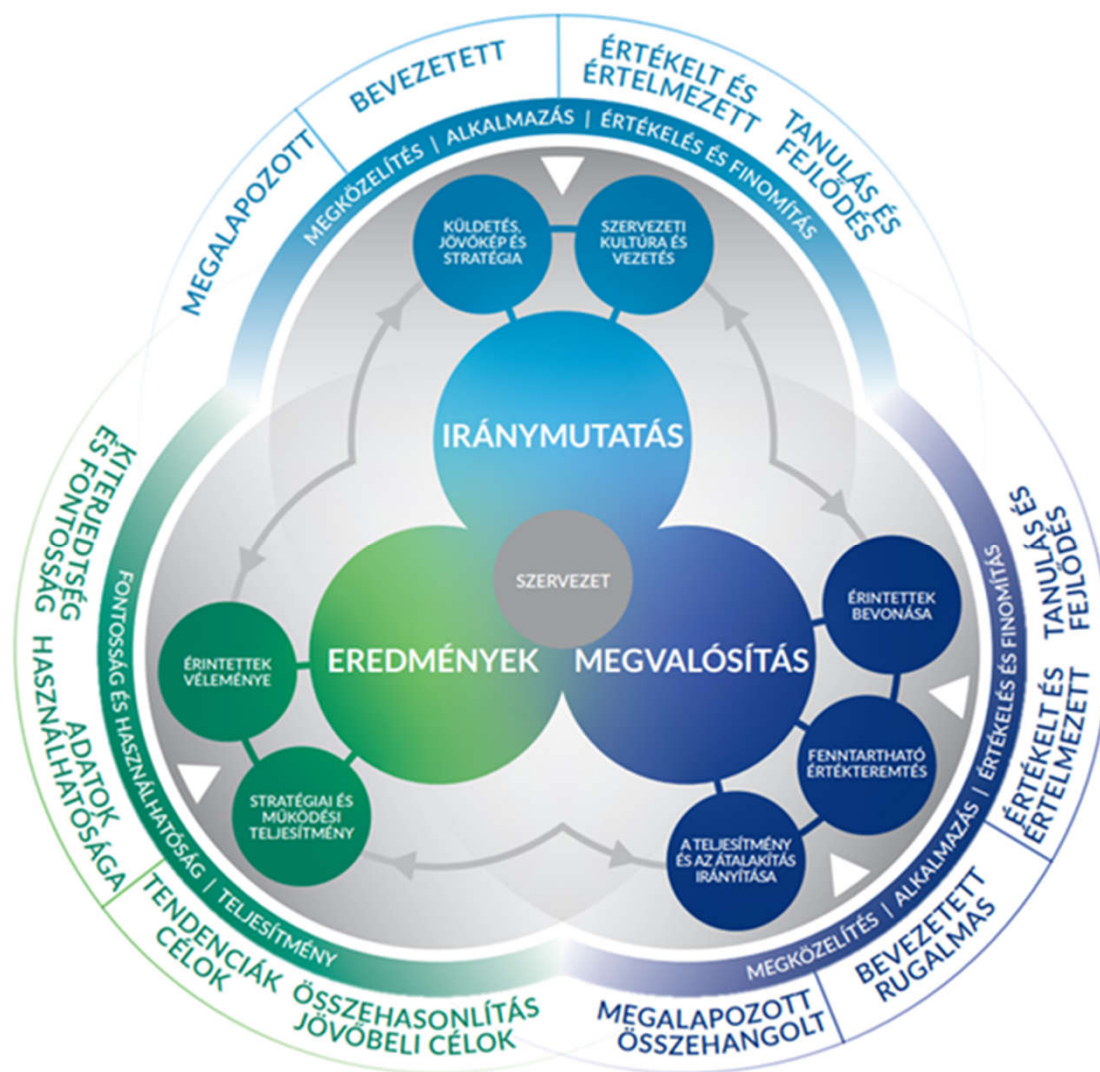 MEGALAPOZOTT
BEVEZETETT
ÉRTÉKELT ÉS
ÉRTELMEZETT
TANULÁS ÉS
FEJLŐDÉS
MEGKÖZELÍTÉS | ALKALMAZÁS | ÉRTÉKELÉS ÉS FINOMÍTÁS
KÜLDETÉS,
JÖVŐKÉP ÉS
STRATÉGIA
SZERVEZETI
KULTÚRA ÉS
VEZETÉS
IRÁNYMUTATÁS
SZERVEZET
EREDMÉNYEK
MEGVALÓSÍTÁS
ÉRINTETTEK
BEVONÁSA
FENNTARTHATÓ
ÉRTÉKTEREMTÉS
A TELJESÍTMÉNY
ÉS AZ ÁTALAKÍTÁS
IRÁNYÍTÁSA
ÉRINTETTEK
VÉLEMÉNYE
STRATÉGIAI ÉS
MŰKÖDÉSI
TELJESÍTMÉNY
MEGKÖZELÍTÉS | ALKALMAZÁS | ÉRTÉKELÉS ÉS FINOMÍTÁS
TANULÁS ÉS
FEJLŐDÉS
ÉRTÉKELT ÉS
ÉRTELMEZETT
BEVEZETETT
RUGALMAS
MEGALAPOZOTT
ÖSSZEHANGOLT
FONTOSSÁG ÉS HASZNÁLHATÓSÁG | TELJESÍTMÉNY
KITERJEDTSÉG
ÉS FONTOSSÁG
ADATOK
HASZNÁLHATÓSÁGA
TENDENCIÁK
CÉLOK
ÖSSZEHASONLÍTÁS
JÖVŐBELI CÉLOK